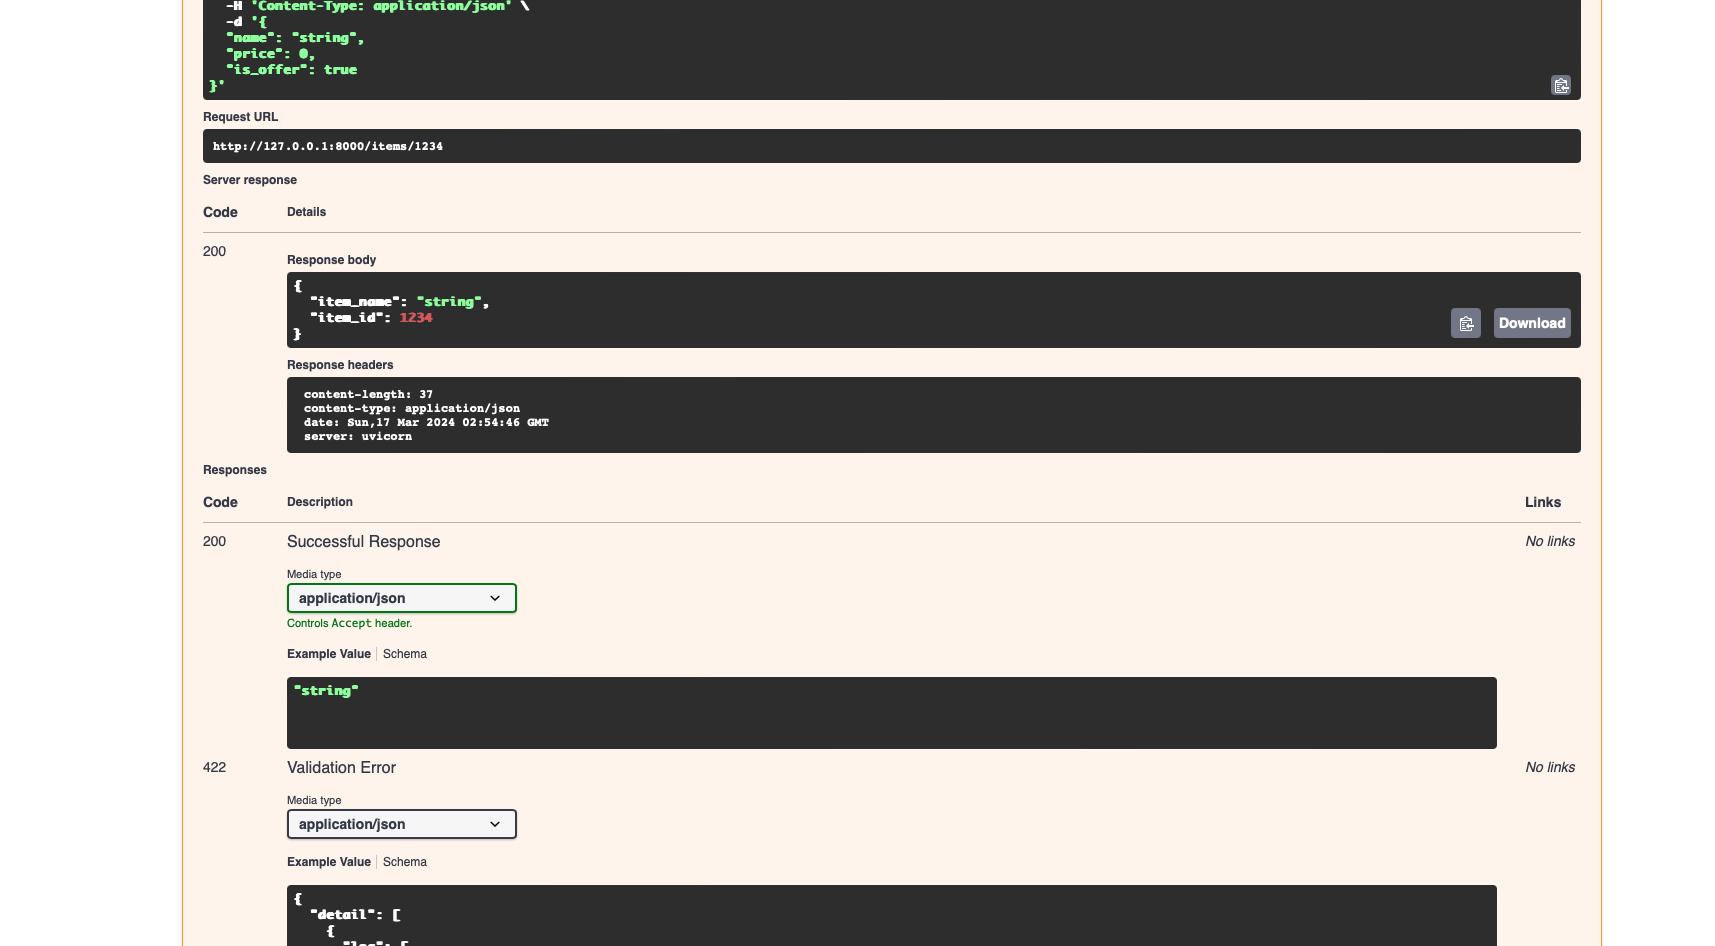 -H 'Content-Type: application/json' \
-d '{
"name": "string",
"price": 0,
"is_offer": true
}'
Request URL
http://127.0.0.1:8000/items/1234
Server response
Code Details
200
Response body
{
"item_name": "string",
"item_id": 1234
}
Download
Response headers
content-length: 37
content-type: application/json
date: Sun,17 Mar 2024 02:54:46 GMT
server: uvicorn
Responses
Code Description Links
200 Successful Response No links
Media type
application/json
Controls Accept header.
Example Value Schema
"string"
422 Validation Error No links
Media type
application/json
Example Value Schema
{
"detail": [
{
"loc": [